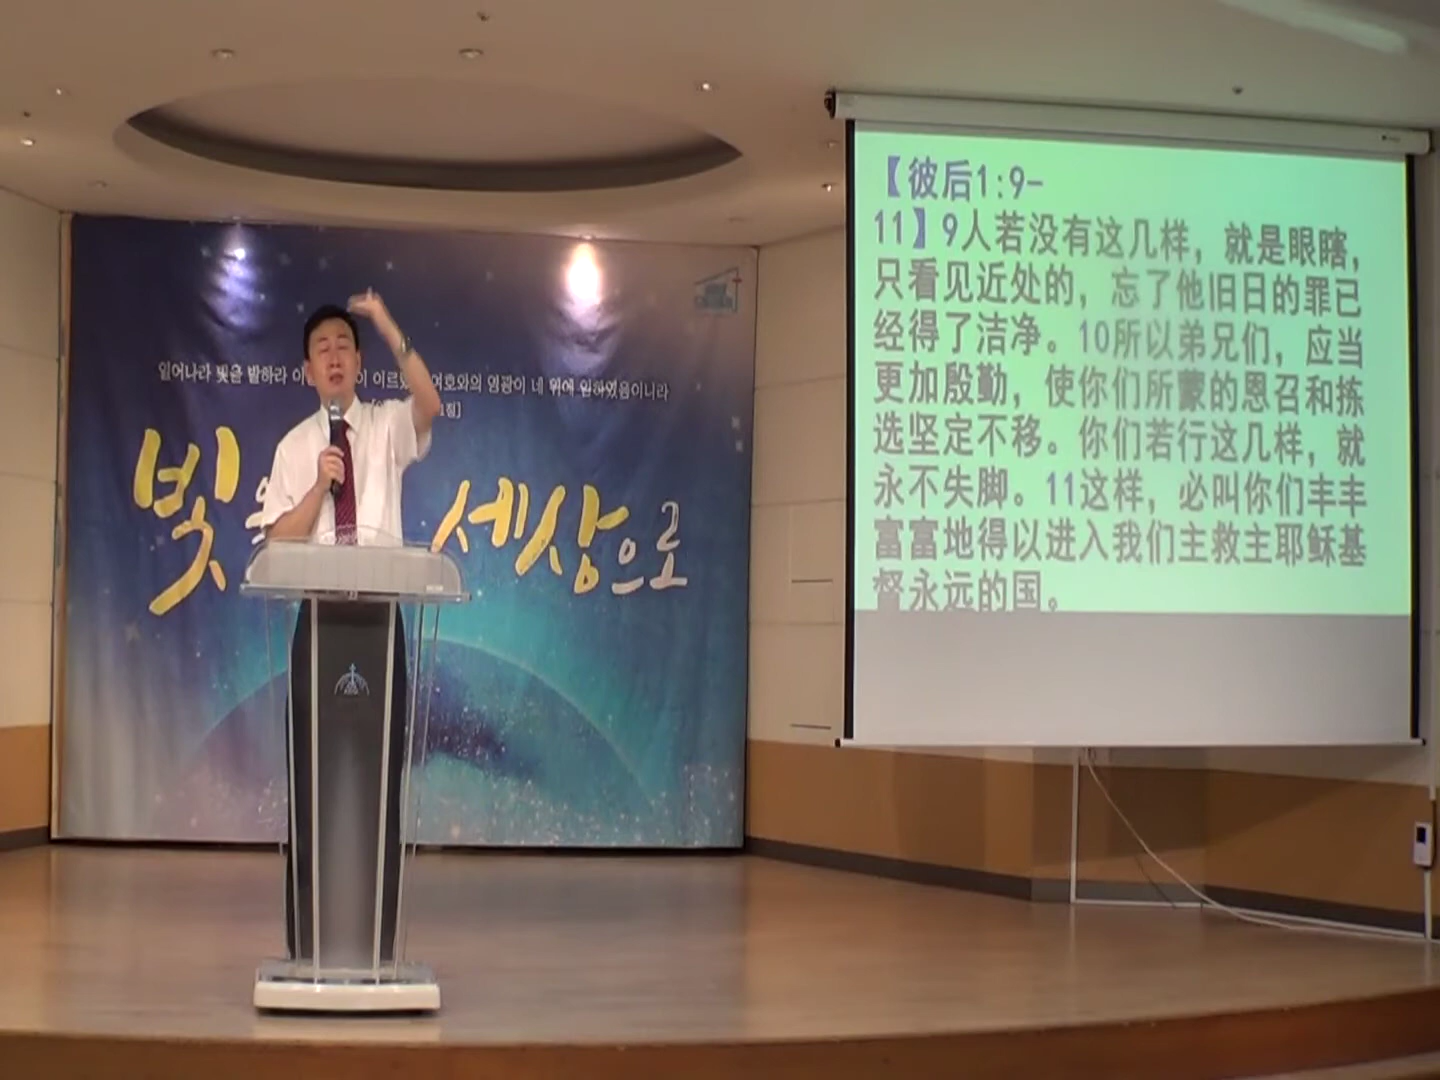 일어나라 빛을 발하라 이 이 이르 여호와의 영광이 네 위에 임하였음이니라
1절]
빛 세상으로
【彼后1:9-
11】9人若没有这几样，就是眼瞎，
只看见近处的，忘了他旧日的罪已
经得了洁净。10所以弟兄们，应当
更加殷勤，使你们所蒙的恩召和拣
选坚定不移。你们若行这几样，就
永不失脚。11这样，必叫你们丰丰
富富地得以进入我们主救主耶稣基
督永远的国。